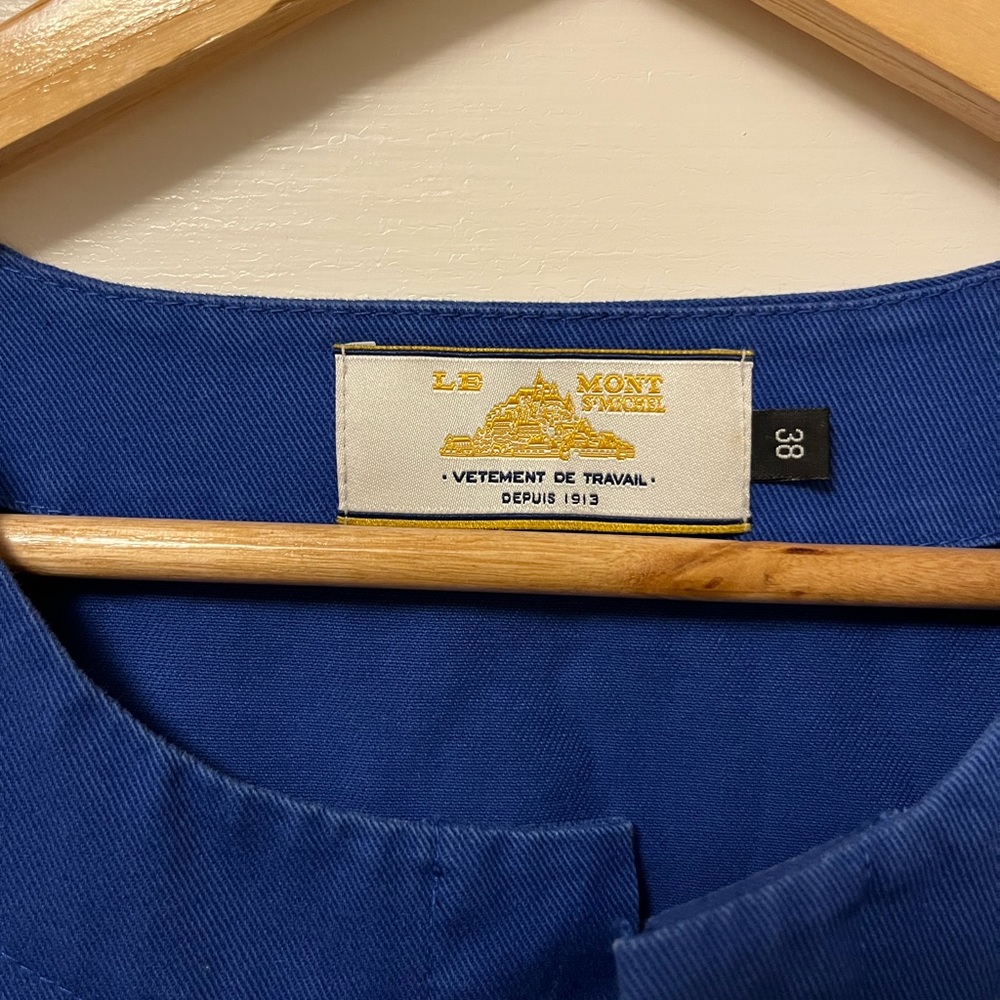 LE MONT
ST MICHEL
· VETEMENT DE TRAVAIL ·
DEPUIS 1913
38